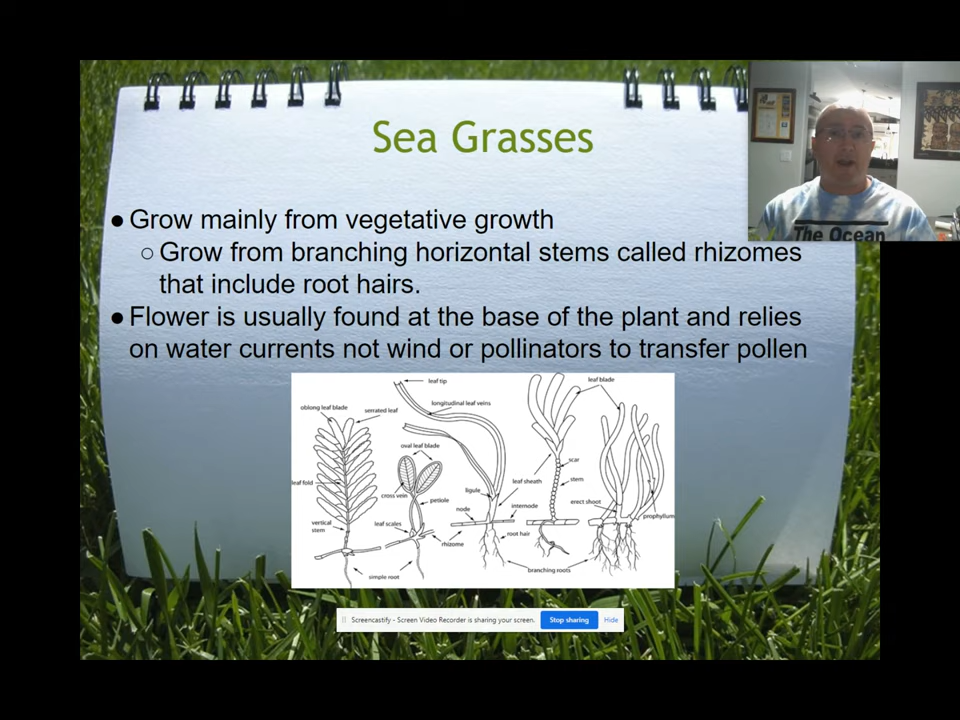 Sea Grasses
The Ocean
● Grow mainly from vegetative growth
○ Grow from branching horizontal stems called rhizomes
that include root hairs.
● Flower is usually found at the base of the plant and relies
on water currents not wind or pollinators to transfer pollen
leaf tip
leaf blade
longitudinal leaf veins
oblong leaf blade
serrated leaf
oval leaf blade
scar
leaf fold
leaf sheath
stem
ligule
cross vein
petiole
erect shoot
node
internode
prophyllum
vertical
stem
leaf scales
root hair
rhizome
branching roots
simple root
Screencastify - Screen Video Recorder is sharing your screen.
Stop sharing
Hide